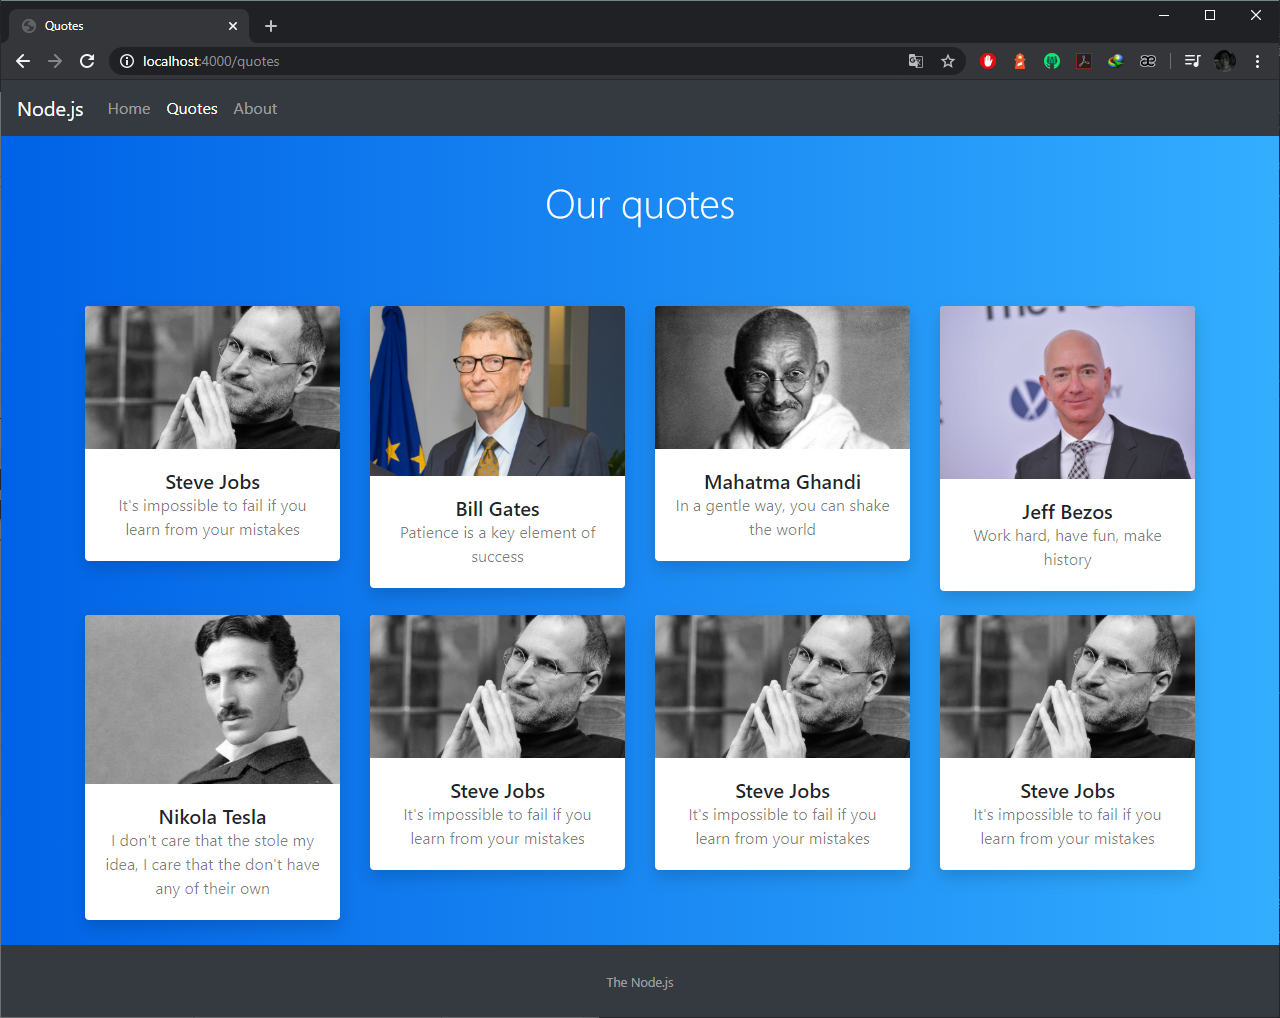 Quotes
localhost:4000/quotes
Node.js Home Quotes About
Our quotes
Steve Jobs
It's impossible to fail if you
learn from your mistakes
Bill Gates
Patience is a key element of
success
Mahatma Ghandi
In a gentle way, you can shake
the world
Jeff Bezos
Work hard, have fun, make
history
Nikola Tesla
I don't care that the stole my
idea, I care that the don't have
any of their own
Steve Jobs
It's impossible to fail if you
learn from your mistakes
Steve Jobs
It's impossible to fail if you
learn from your mistakes
Steve Jobs
It's impossible to fail if you
learn from your mistakes
The Node.js